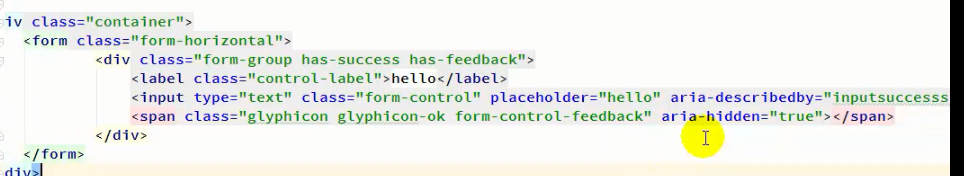 iv class="container">
<form class="form-horizontal">
<div class="form-group has-success has-feedback">
<label class="control-label">hello</label>
<input type="text" class="form-control" placeholder="hello" aria-describedby="inputsuccesss
<span class="glyphicon glyphicon-ok form-control-feedback" aria-hidden="true"></span>
</div>
</form>
div>